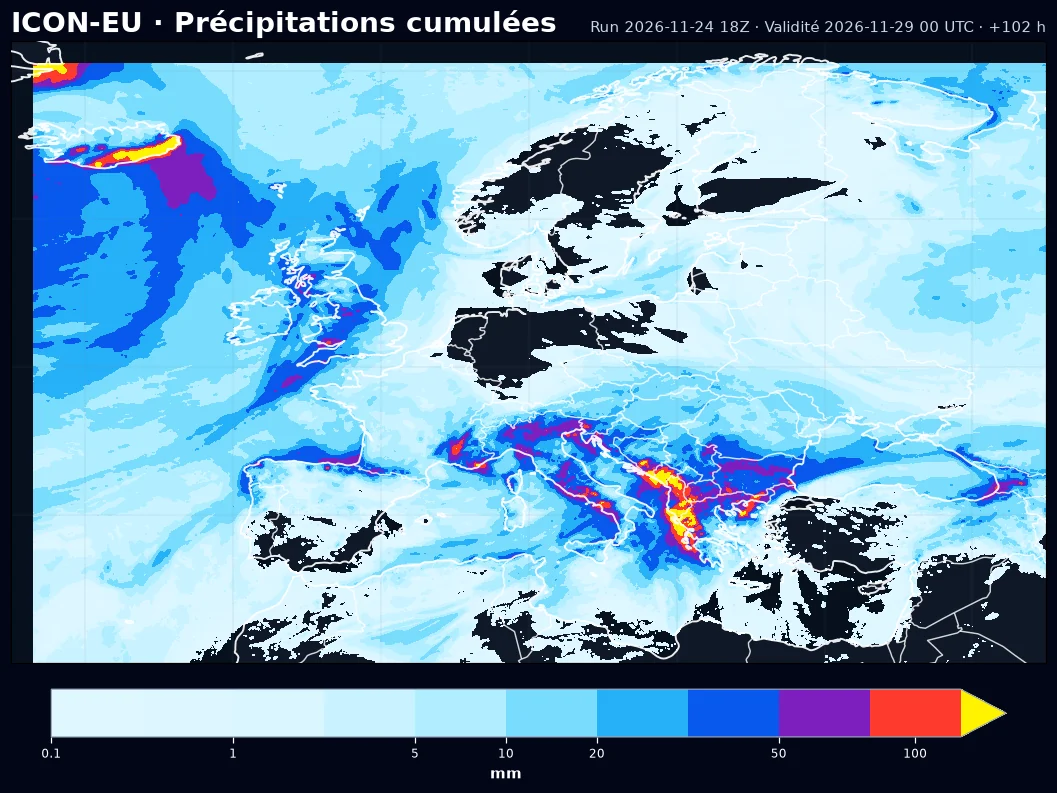 ICON-EU · Précipitations cumulées
Run 2026-11-24 18Z · Validité 2026-11-29 00 UTC · +102 h
0.1 1 5 10 20 50 100
mm